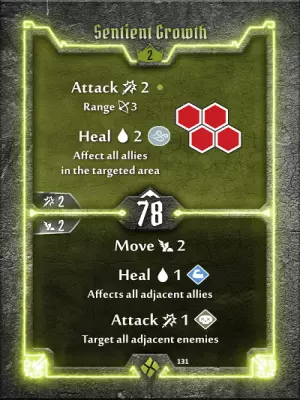 Sentient Growth
2
Attack 2
Range 3
Heal 2
Affect all allies
in the targeted area
2
78
2
Move 2
Heal 1
Affects all adjacent allies
Attack 1
Target all adjacent enemies
131